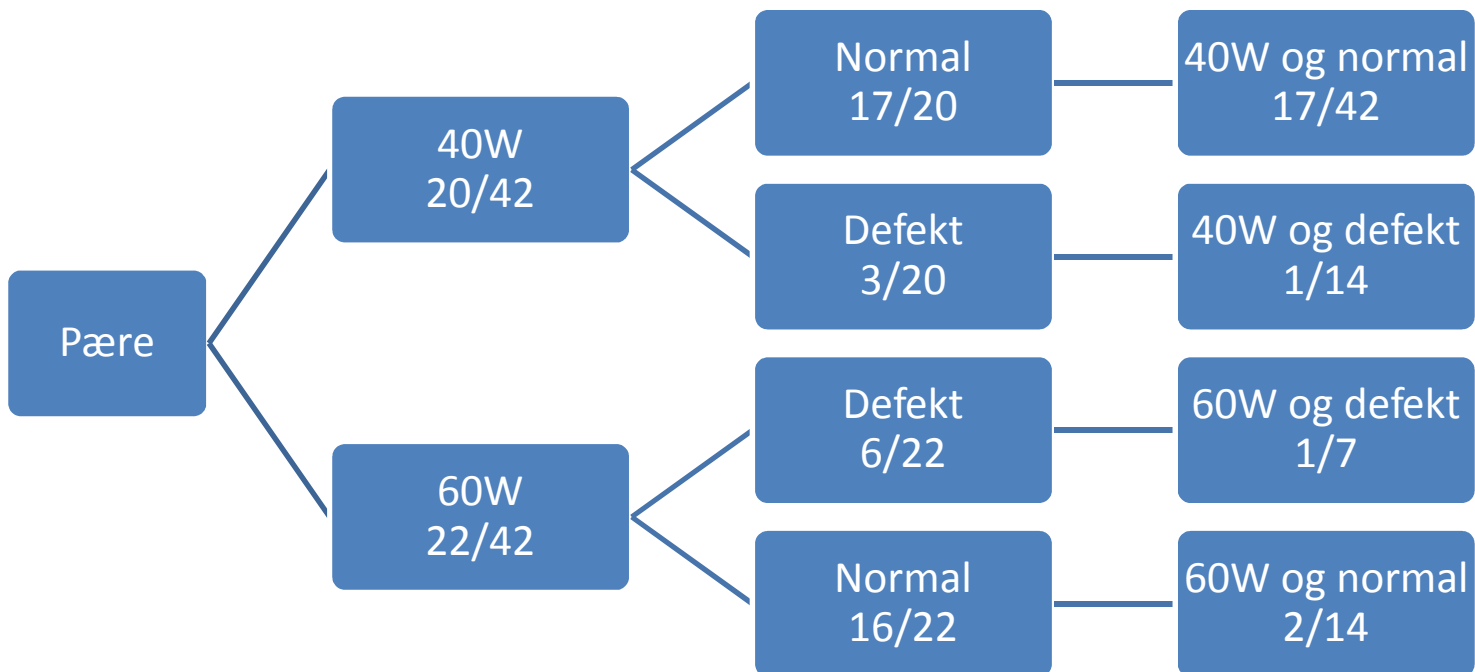 Pære
40W
20/42
60W
22/42
Normal
17/20
Defekt
3/20
Defekt
6/22
Normal
16/22
40W og normal
17/42
40W og defekt
1/14
60W og defekt
1/7
60W og normal
2/14